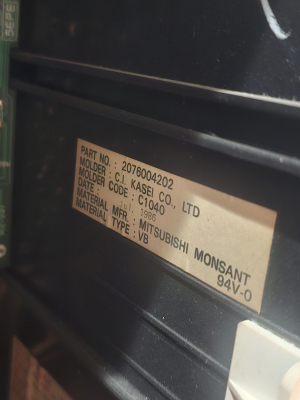 PART NO. : 2076004202
MOLDER : C.I. KASEI CO., LTD
MOLDER CODE : C1040
DATE : JUL 1986
MATERIAL MFR. : MITSUBISHI MONSANT
MATERIAL TYPE : VB 94V-0